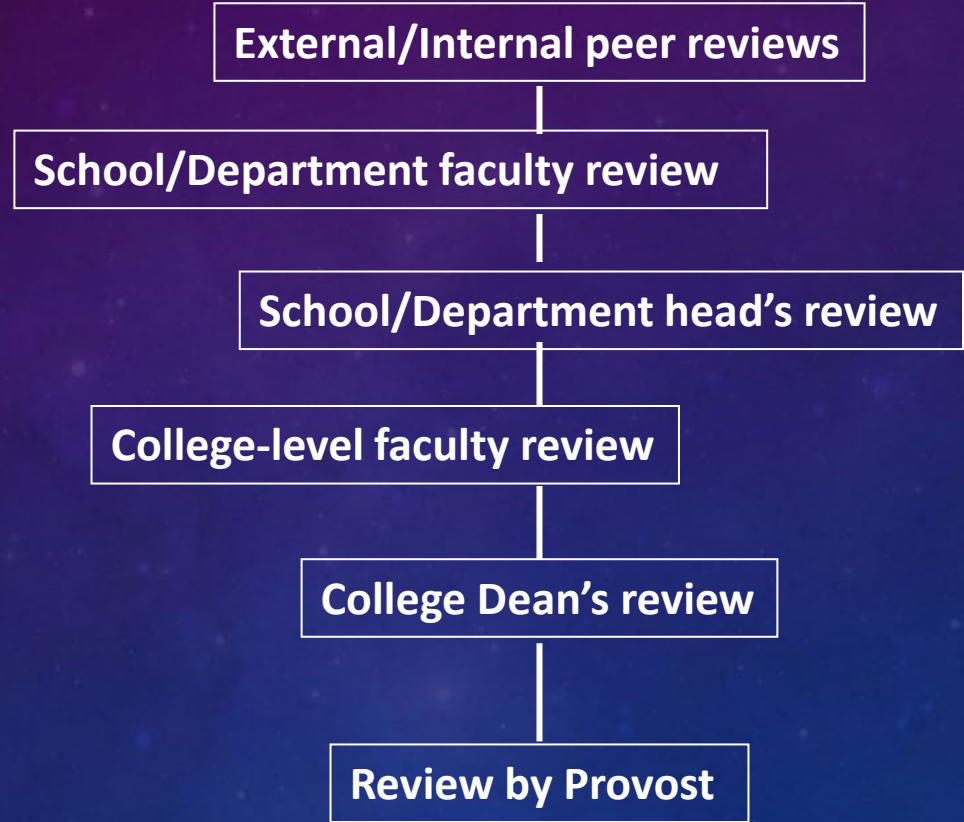 External/Internal peer reviews
School/Department faculty review
School/Department head’s review
College-level faculty review
College Dean’s review
Review by Provost